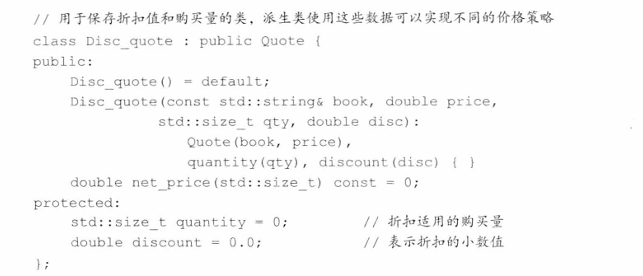 // 用于保存折扣值和购买量的类，派生类使用这些数据可以实现不同的价格策略
class Disc_quote : public Quote {
public:
    Disc_quote() = default;
    Disc_quote(const std::string& book, double price,
              std::size_t qty, double disc):
                 Quote(book, price),
                 quantity(qty), discount(disc) { }
    double net_price(std::size_t) const = 0;
protected:
    std::size_t quantity = 0;        // 折扣适用的购买量
    double discount = 0.0;           // 表示折扣的小数值
};